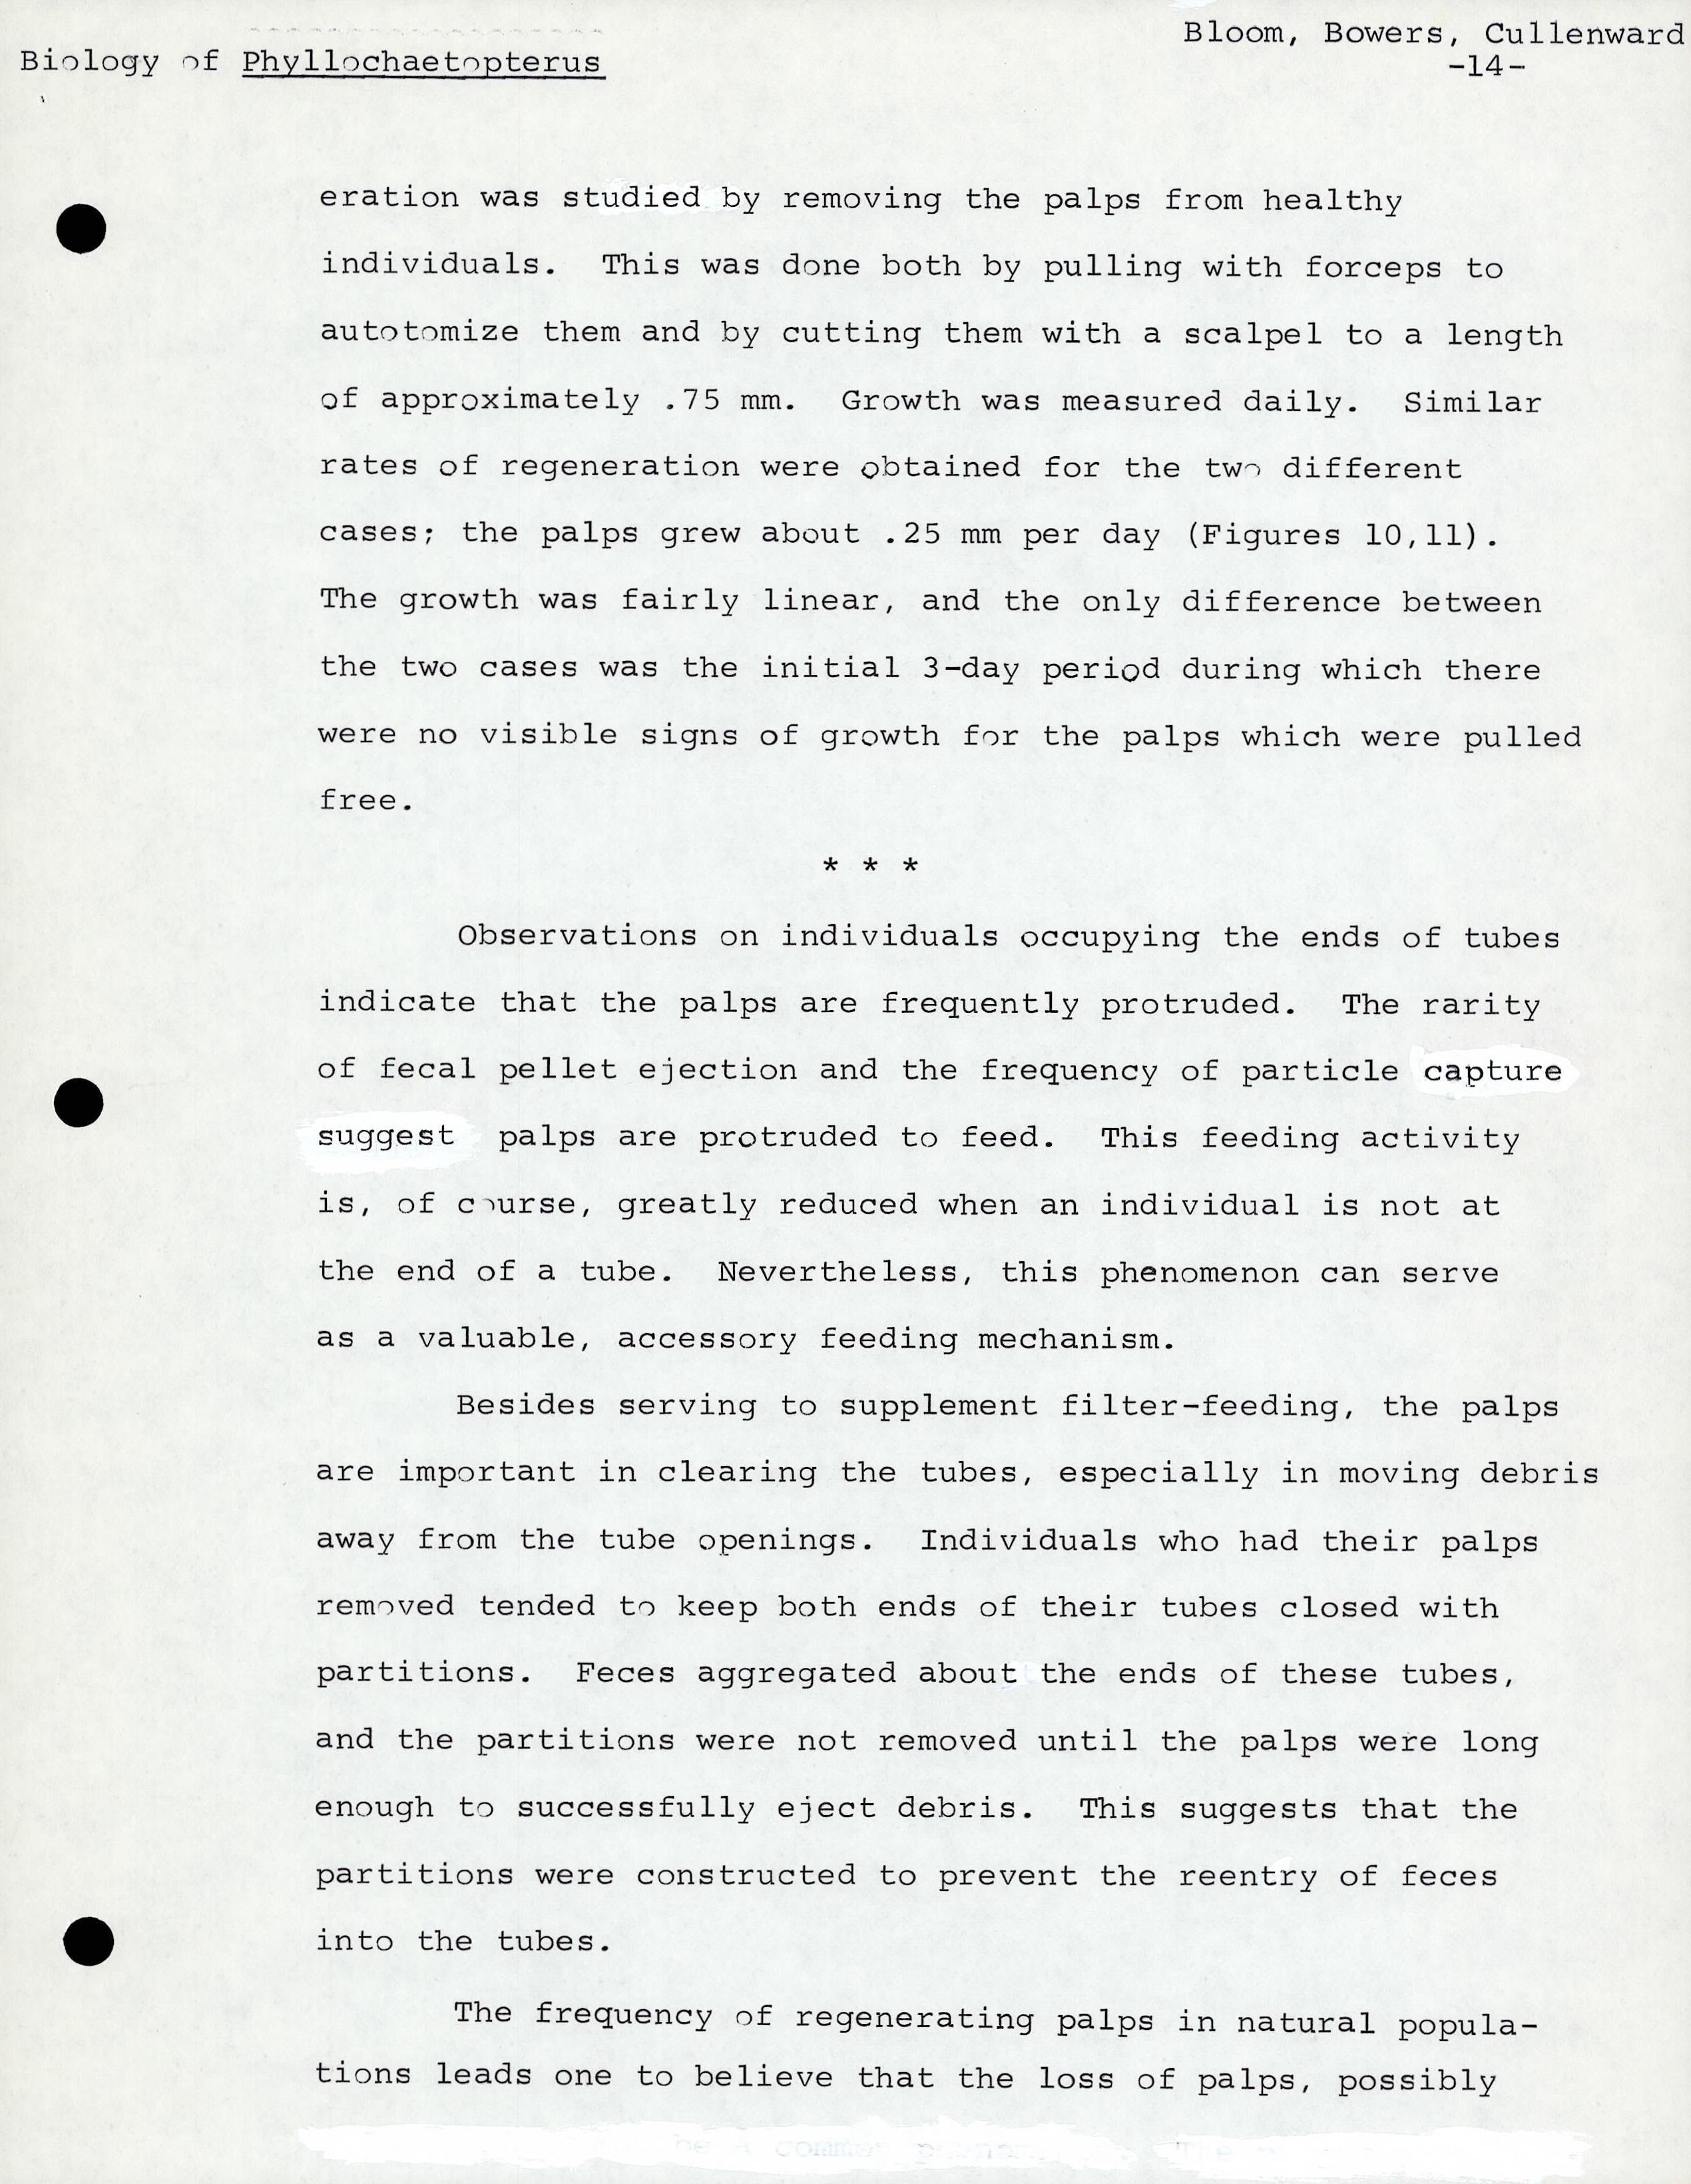 Bloom, Bowers, Cullenward
Biology of Phyllochaetopterus
-14-
eration was studied by removing the palps from healthy
individuals. This was done both by pulling with forceps to
autotomize them and by cutting them with a scalpel to a length
of approximately .75 mm. Growth was measured daily. Similar
rates of regeneration were obtained for the two different
cases; the palps grew about .25 mm per day (Figures 10,11).
The growth was fairly linear, and the only difference between
the two cases was the initial 3-day period during which there
were no visible signs of growth for the palps which were pulled
free.
* * *
Observations on individuals occupying the ends of tubes
indicate that the palps are frequently protruded. The rarity
of fecal pellet ejection and the frequency of particle capture
suggest palps are protruded to feed. This feeding activity
is, of course, greatly reduced when an individual is not at
the end of a tube. Nevertheless, this phenomenon can serve
as a valuable, accessory feeding mechanism.
Besides serving to supplement filter-feeding, the palps
are important in clearing the tubes, especially in moving debris
away from the tube openings. Individuals who had their palps
removed tended to keep both ends of their tubes closed with
partitions. Feces aggregated about the ends of these tubes,
and the partitions were not removed until the palps were long
enough to successfully eject debris. This suggests that the
partitions were constructed to prevent the reentry of feces
into the tubes.
The frequency of regenerating palps in natural popula-
tions leads one to believe that the loss of palps, possibly